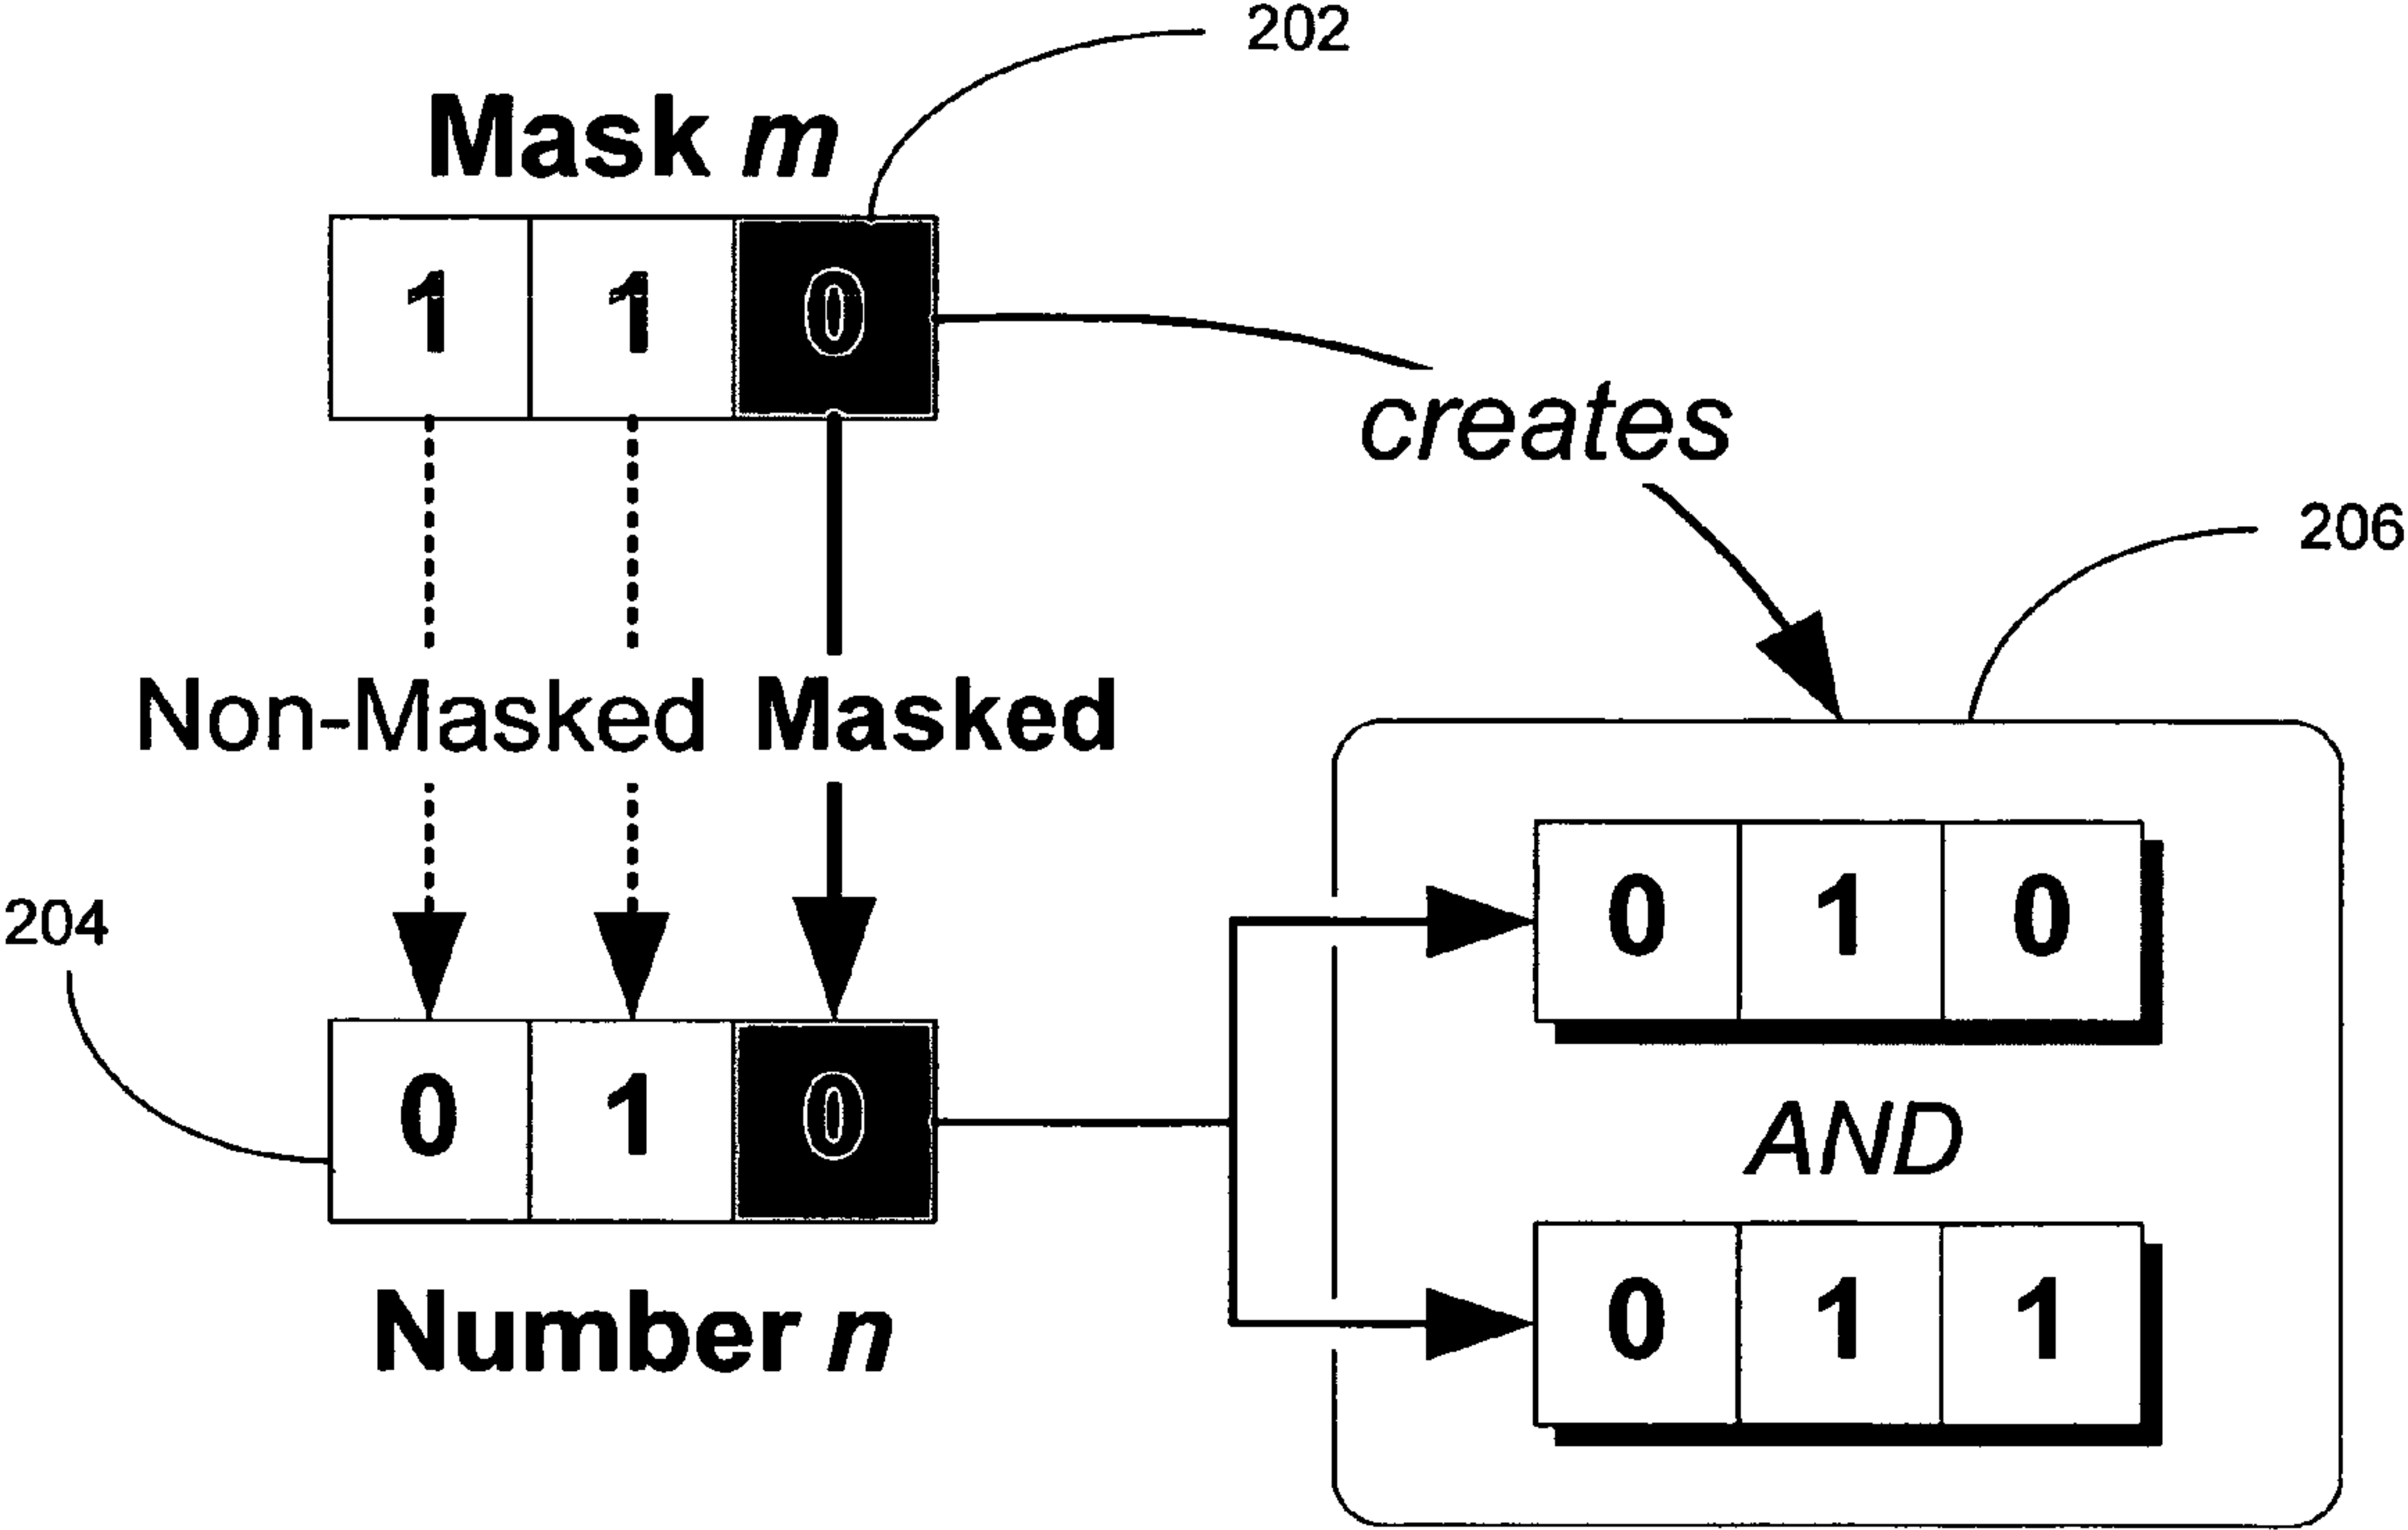 202
Mask m
1 1 0
creates
206
Non-Masked Masked
204
0 1 0
0 1 0
AND
0 1 1
Number n